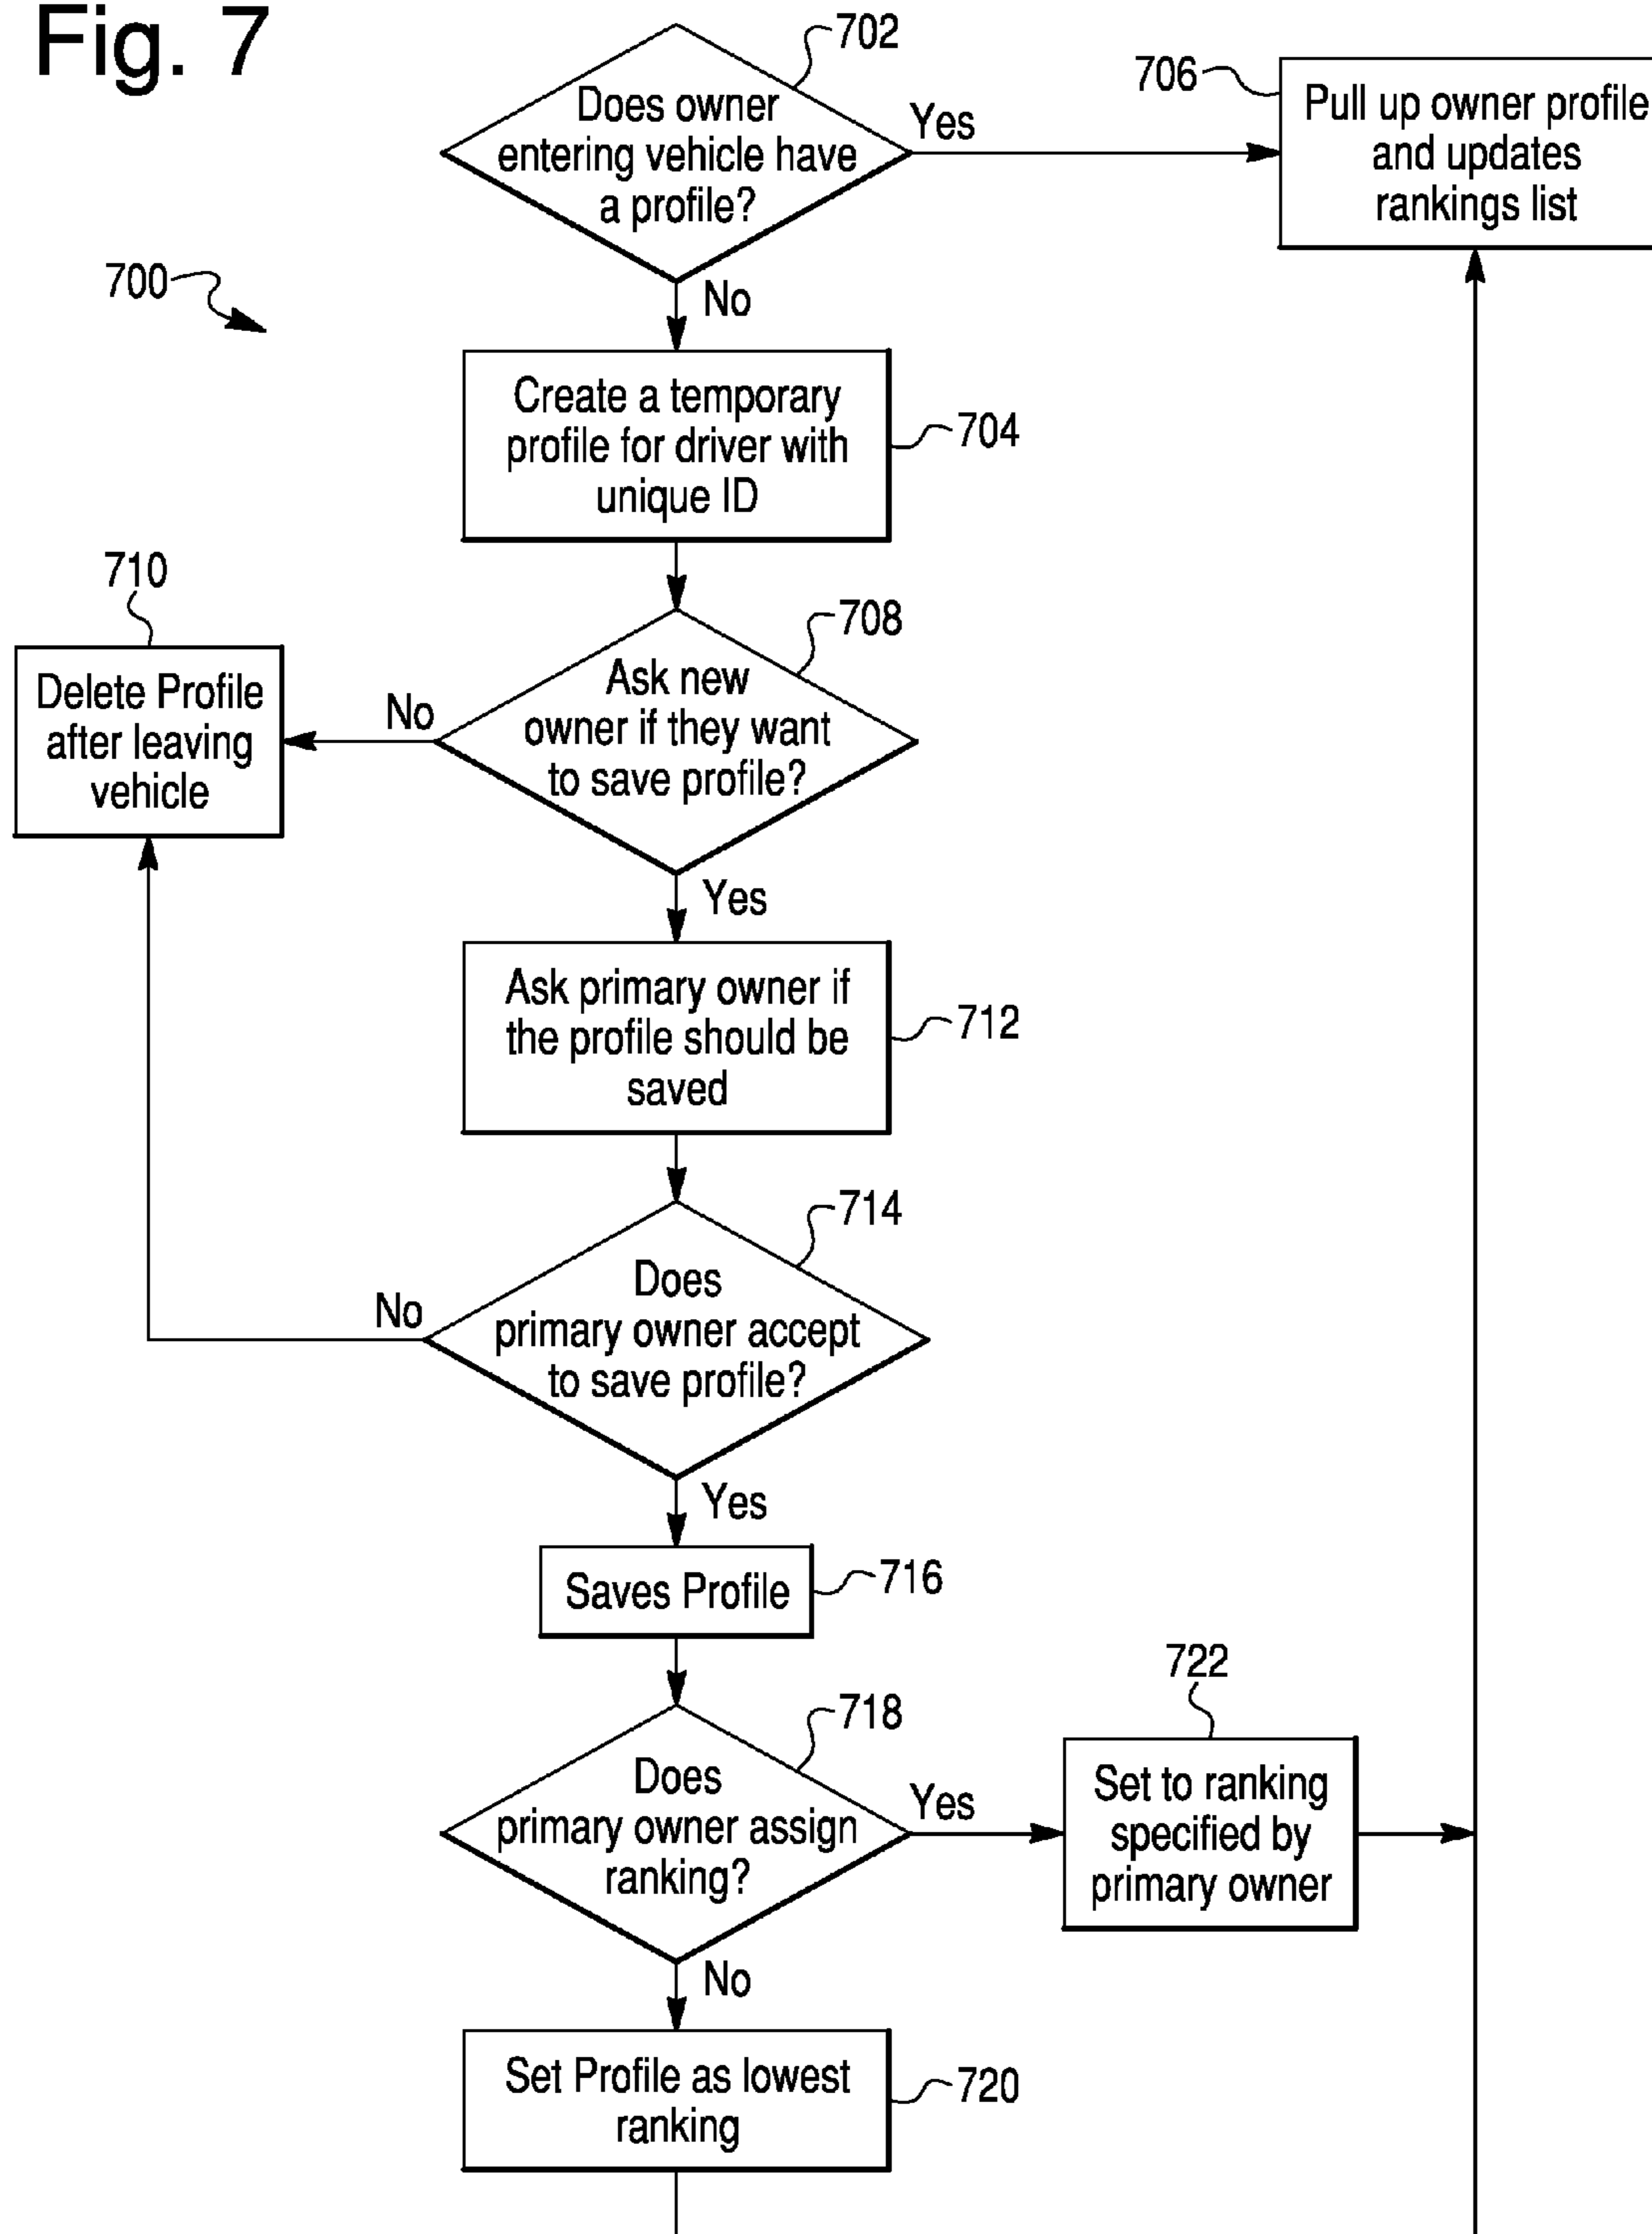 Fig. 7
702
Does owner
entering vehicle have
a profile?
Yes
706
Pull up owner profile
and updates
rankings list
700
No
Create a temporary
profile for driver with
unique ID
704
710
Delete Profile
after leaving
vehicle
No
708
Ask new
owner if they want
to save profile?
Yes
Ask primary owner if
the profile should be
saved
712
714
No
Does
primary owner accept
to save profile?
Yes
Saves Profile
716
718
Does
primary owner assign
ranking?
Yes
722
Set to ranking
specified by
primary owner
No
Set Profile as lowest
ranking
720